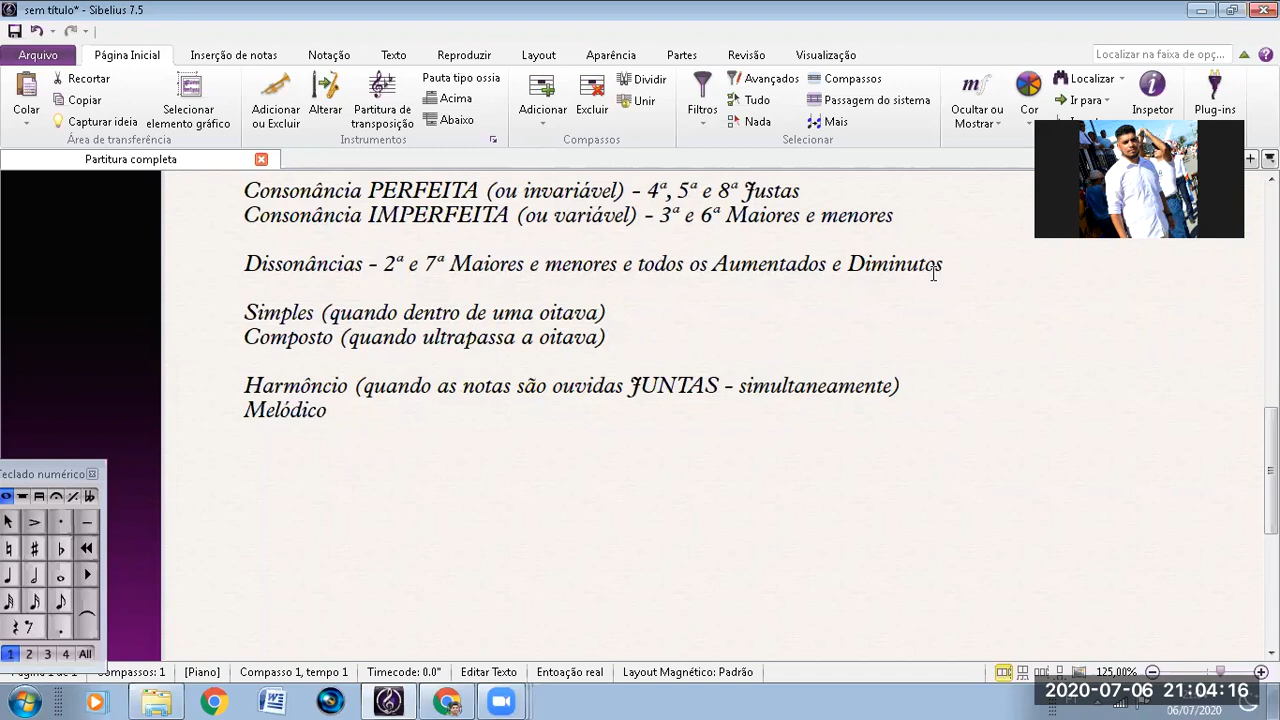 sem título* - Sibelius 7.5
Arquivo Página Inicial Inserção de notas Notação Texto Reproduzir Layout Aparência Partes Revisão Visualização Localizar na faixa de opç...
Recortar Pauta tipo ossia Dividir Avançados Compassos Localizar
Copiar Acima Unir Tudo Passagem do sistema Ir para
Capturar ideia Abaixo Nada Mais
Colar Selecionar elemento gráfico Adicionar ou Excluir Alterar Partitura de transposição Adicionar Excluir Filtros Ocultar ou Mostrar Cor Inspetor Plug-ins
Área de transferência Instrumentos Compassos Selecionar
Partitura completa
Consonância PERFEITA (ou invariável) - 4ª, 5ª e 8ª Justas
Consonância IMPERFEITA (ou variável) - 3ª e 6ª Maiores e menores
Dissonâncias - 2ª e 7ª Maiores e menores e todos os Aumentados e Diminutos
Simples (quando dentro de uma oitava)
Composto (quando ultrapassa a oitava)
Harmôncio (quando as notas são ouvidas JUNTAS - simultaneamente)
Melódico
Teclado numérico
1 2 3 4 All
[Piano] Compasso 1, tempo 1 Timecode: 0.0" Editar Texto Entoação real Layout Magnético: Padrão 125,00%
2020-07-06 21:04:16
06/07/2020